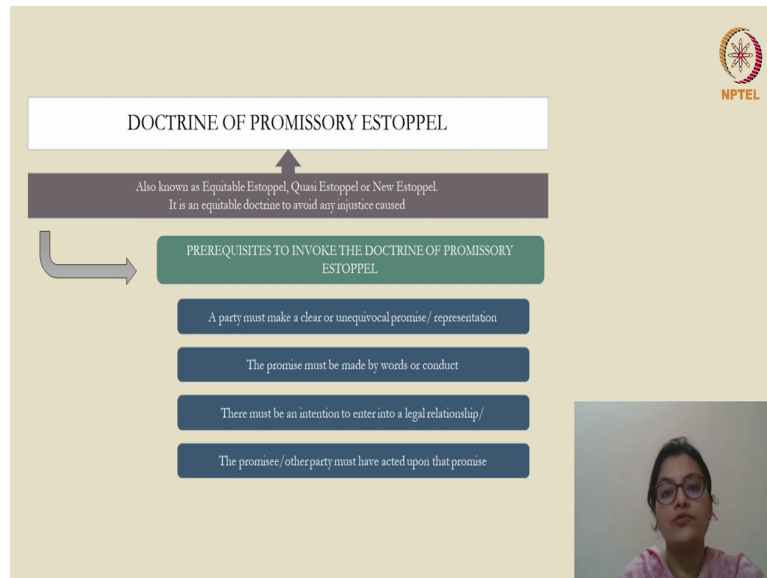 NPTEL
DOCTRINE OF PROMISSORY ESTOPPEL
Also known as Equitable Estoppel, Quasi Estoppel or New Estoppel.
It is an equitable doctrine to avoid any injustice caused
PREREQUISITES TO INVOKE THE DOCTRINE OF PROMISSORY
ESTOPPEL
A party must make a clear or unequivocal promise/ representation
The promise must be made by words or conduct
There must be an intention to enter into a legal relationship/
The promisee/other party must have acted upon that promise